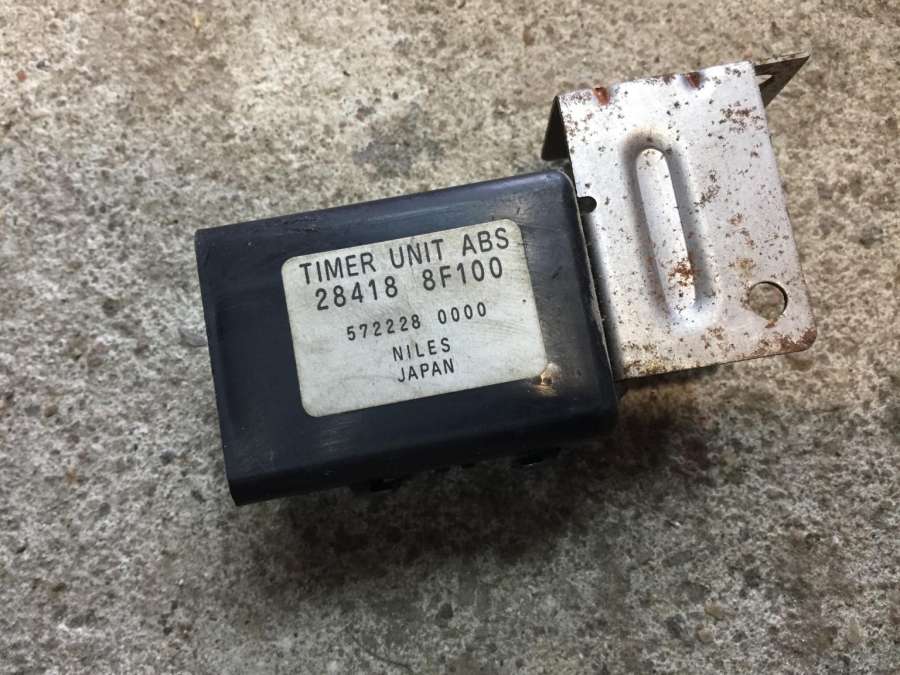 TIMER UNIT ABS
28418 8F100
572228 0000
NILES
JAPAN